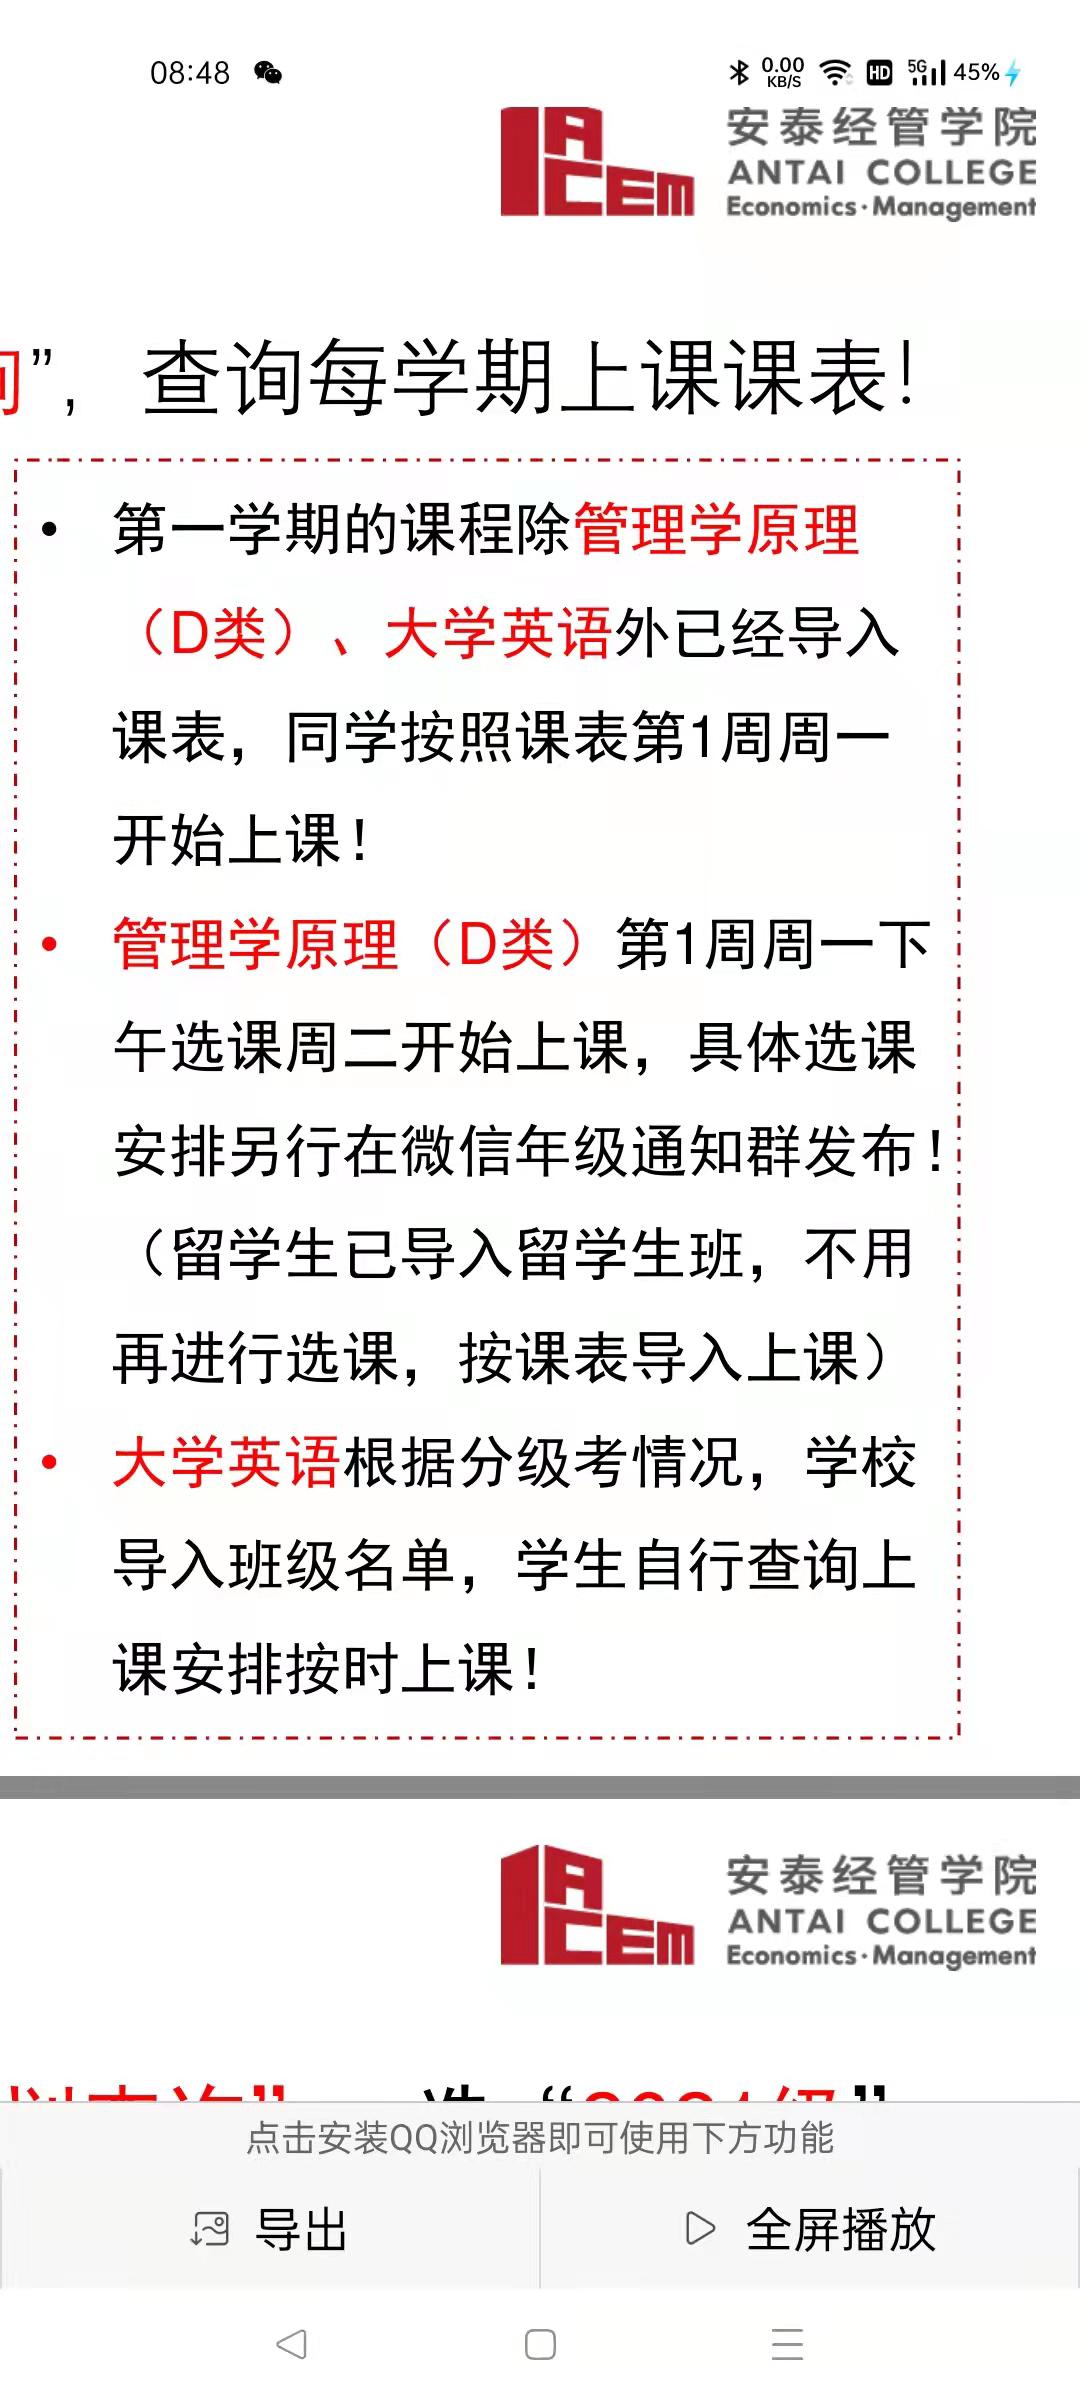 08:48
0.00
KB/S
HD
5G
45%
ACEM
安泰经管学院
ANTAI COLLEGE
Economics·Management
询”，查询每学期上课课表！
• 第一学期的课程除管理学原理
（D类）、大学英语外已经导入
课表，同学按照课表第1周周一
开始上课！
• 管理学原理（D类）第1周周一下
午选课周二开始上课，具体选课
安排另行在微信年级通知群发布！
（留学生已导入留学生班，不用
再进行选课，按课表导入上课）
• 大学英语根据分级考情况，学校
导入班级名单，学生自行查询上
课安排按时上课！
ACEM
安泰经管学院
ANTAI COLLEGE
Economics·Management
点击安装QQ浏览器即可使用下方功能
导出
全屏播放